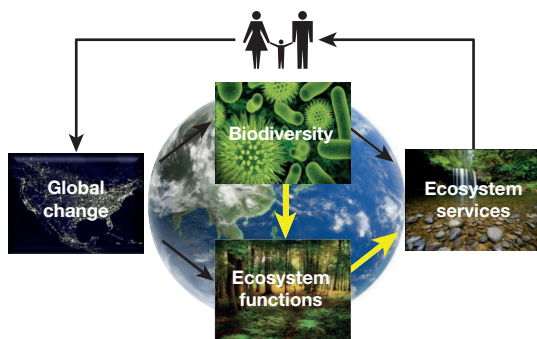 Biodiversity
Global
change
Ecosystem
services
Ecosystem
functions